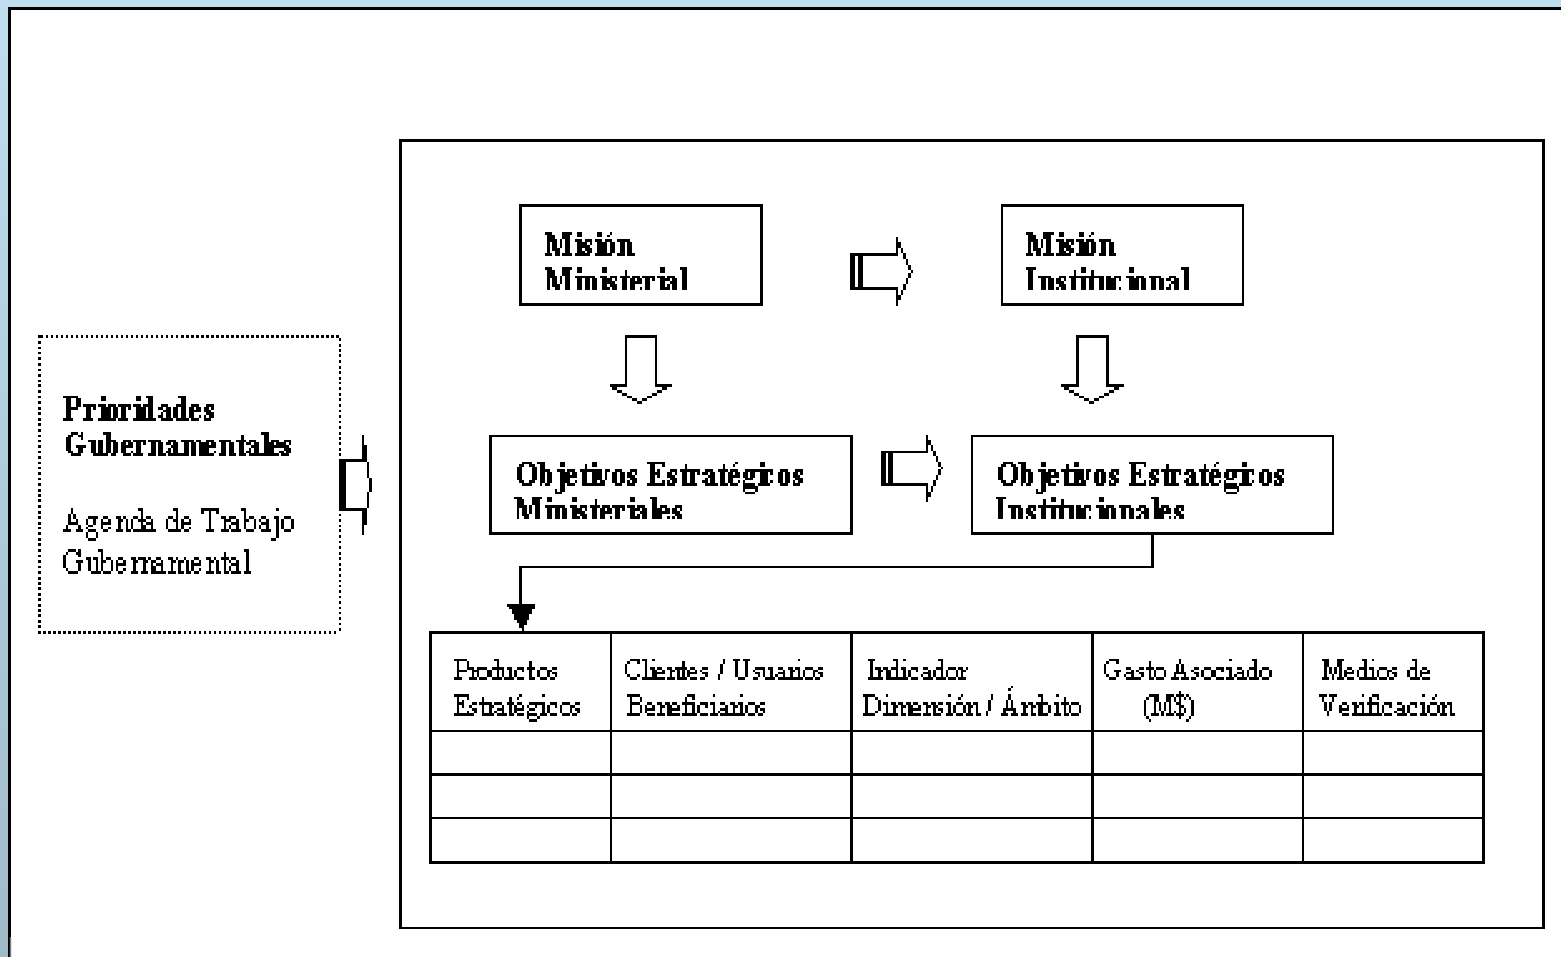 Misión
Ministerial
Misión
Institucional
Prioridades
Gubernamentales
Agenda de Trabajo
Gubernamental
Objetivos Estratégicos
Ministeriales
Objetivos Estratégicos
Institucionales
Productos
Estratégicos
Clientes / Usuarios
Beneficiarios
Indicador
Dimensión / Ámbito
Gasto Asociado
(M$)
Medios de
Verificación